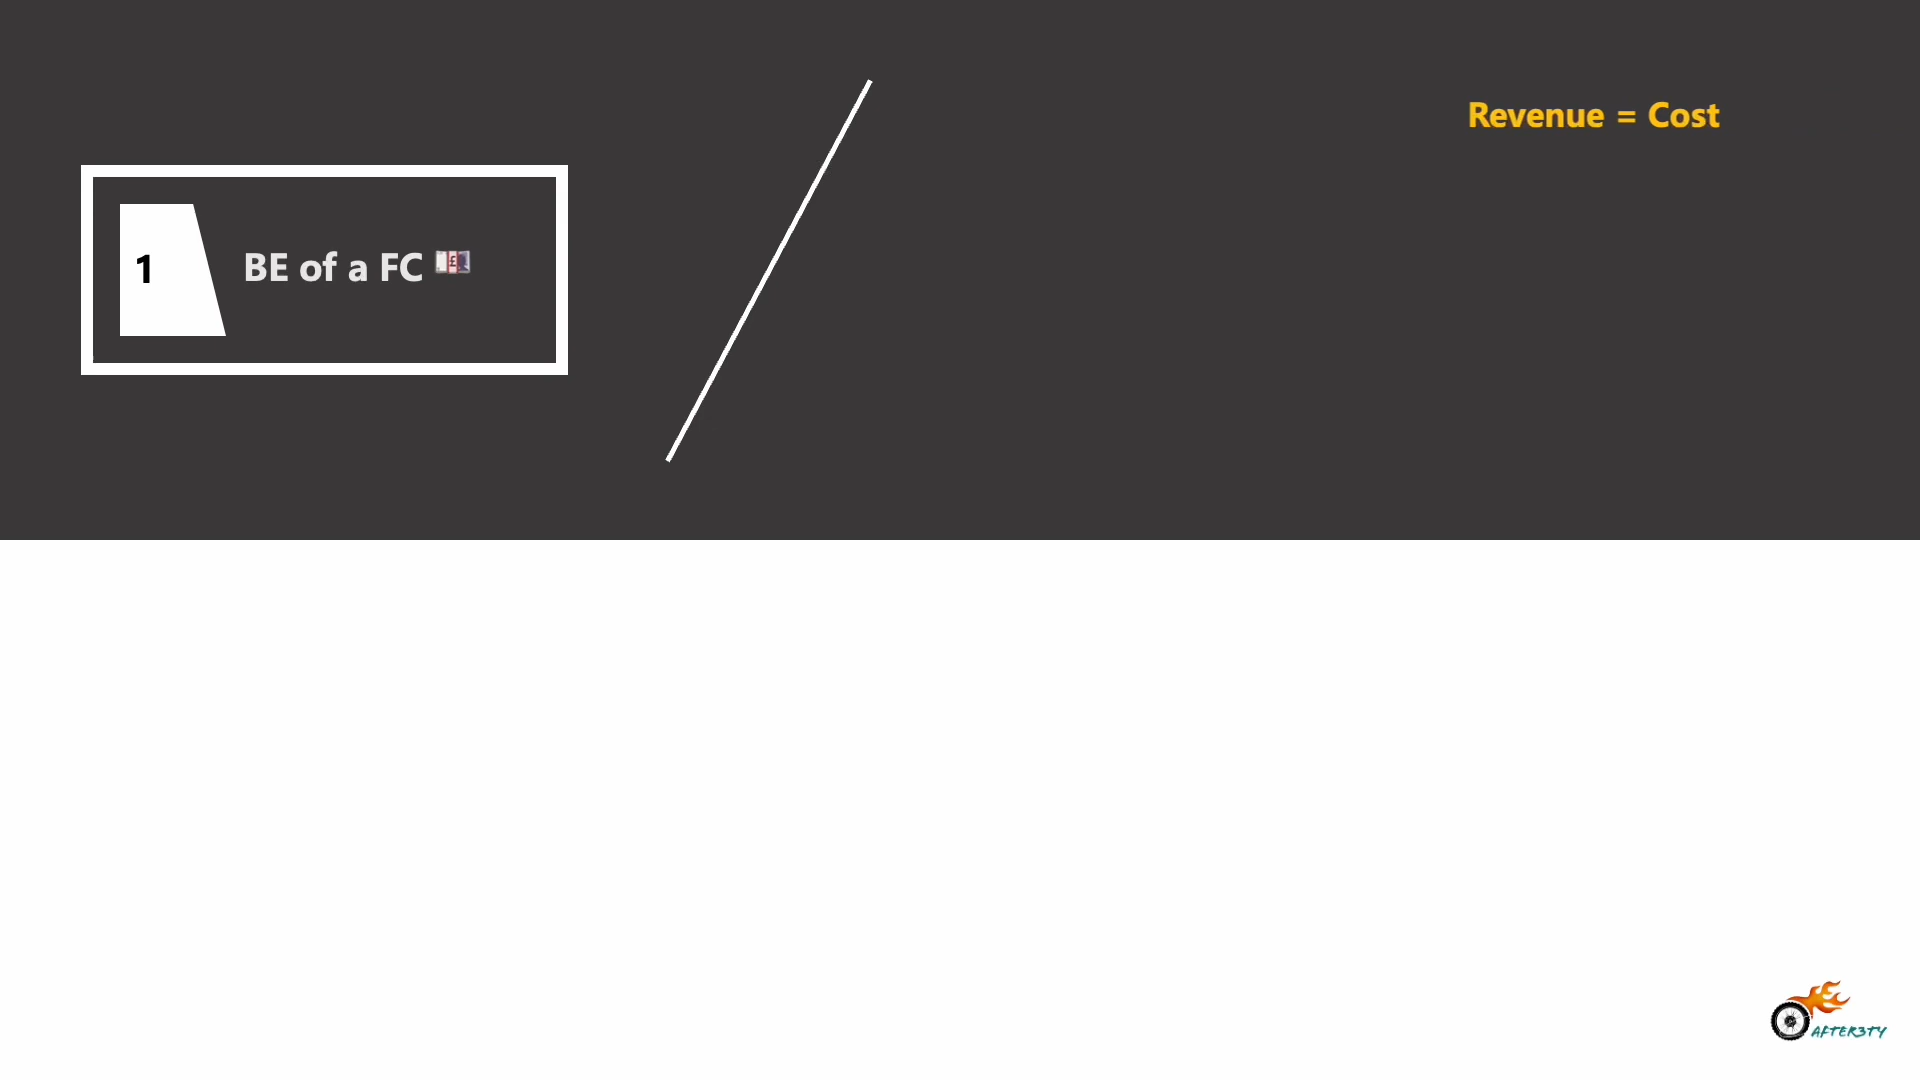 Revenue = Cost
1
BE of a FC 💷
AFTER3TY